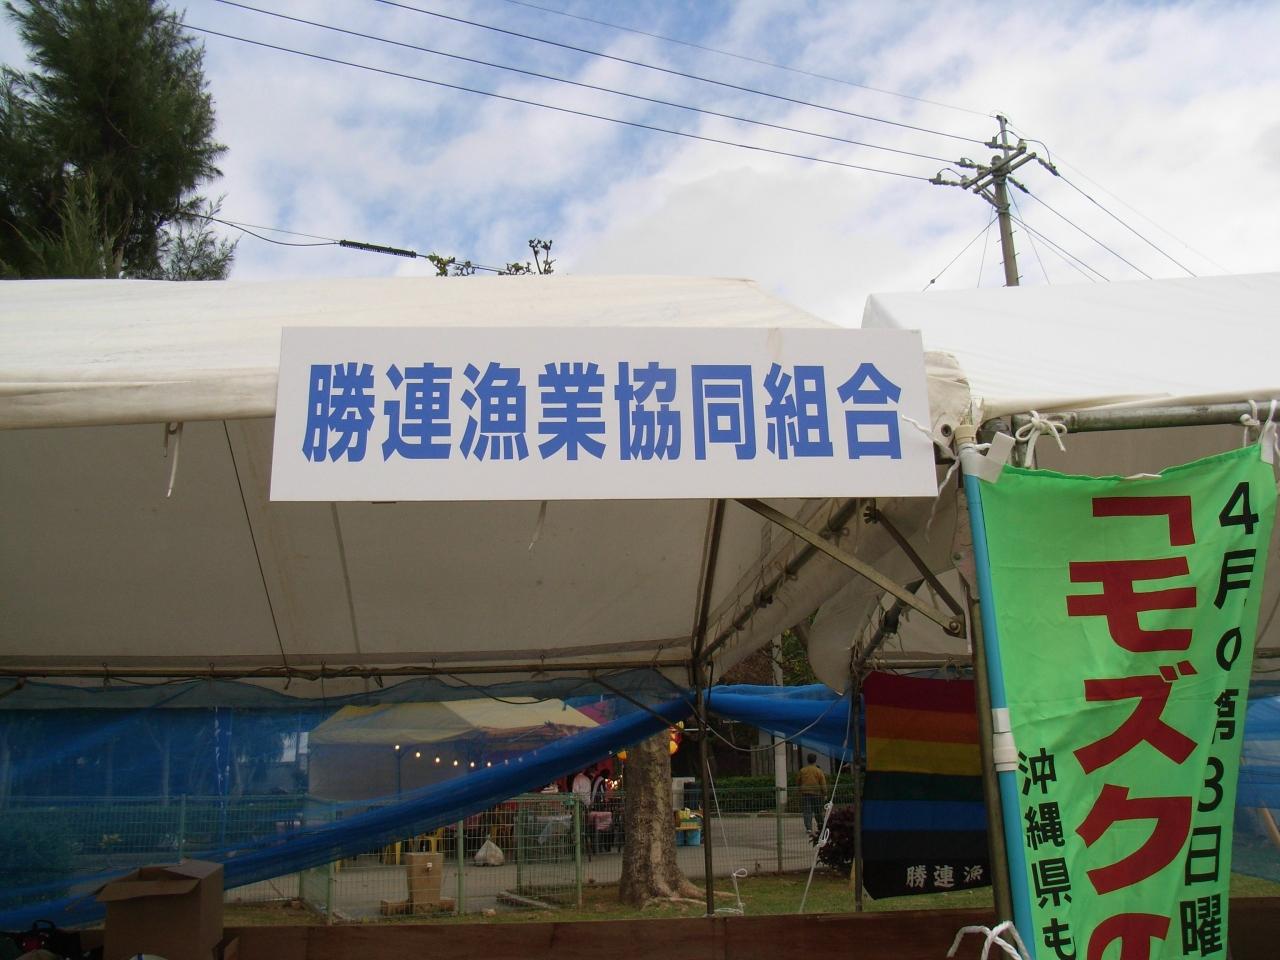 勝連漁業協同組合
4月の第3日曜
「モズクの
沖縄県も
勝連漁